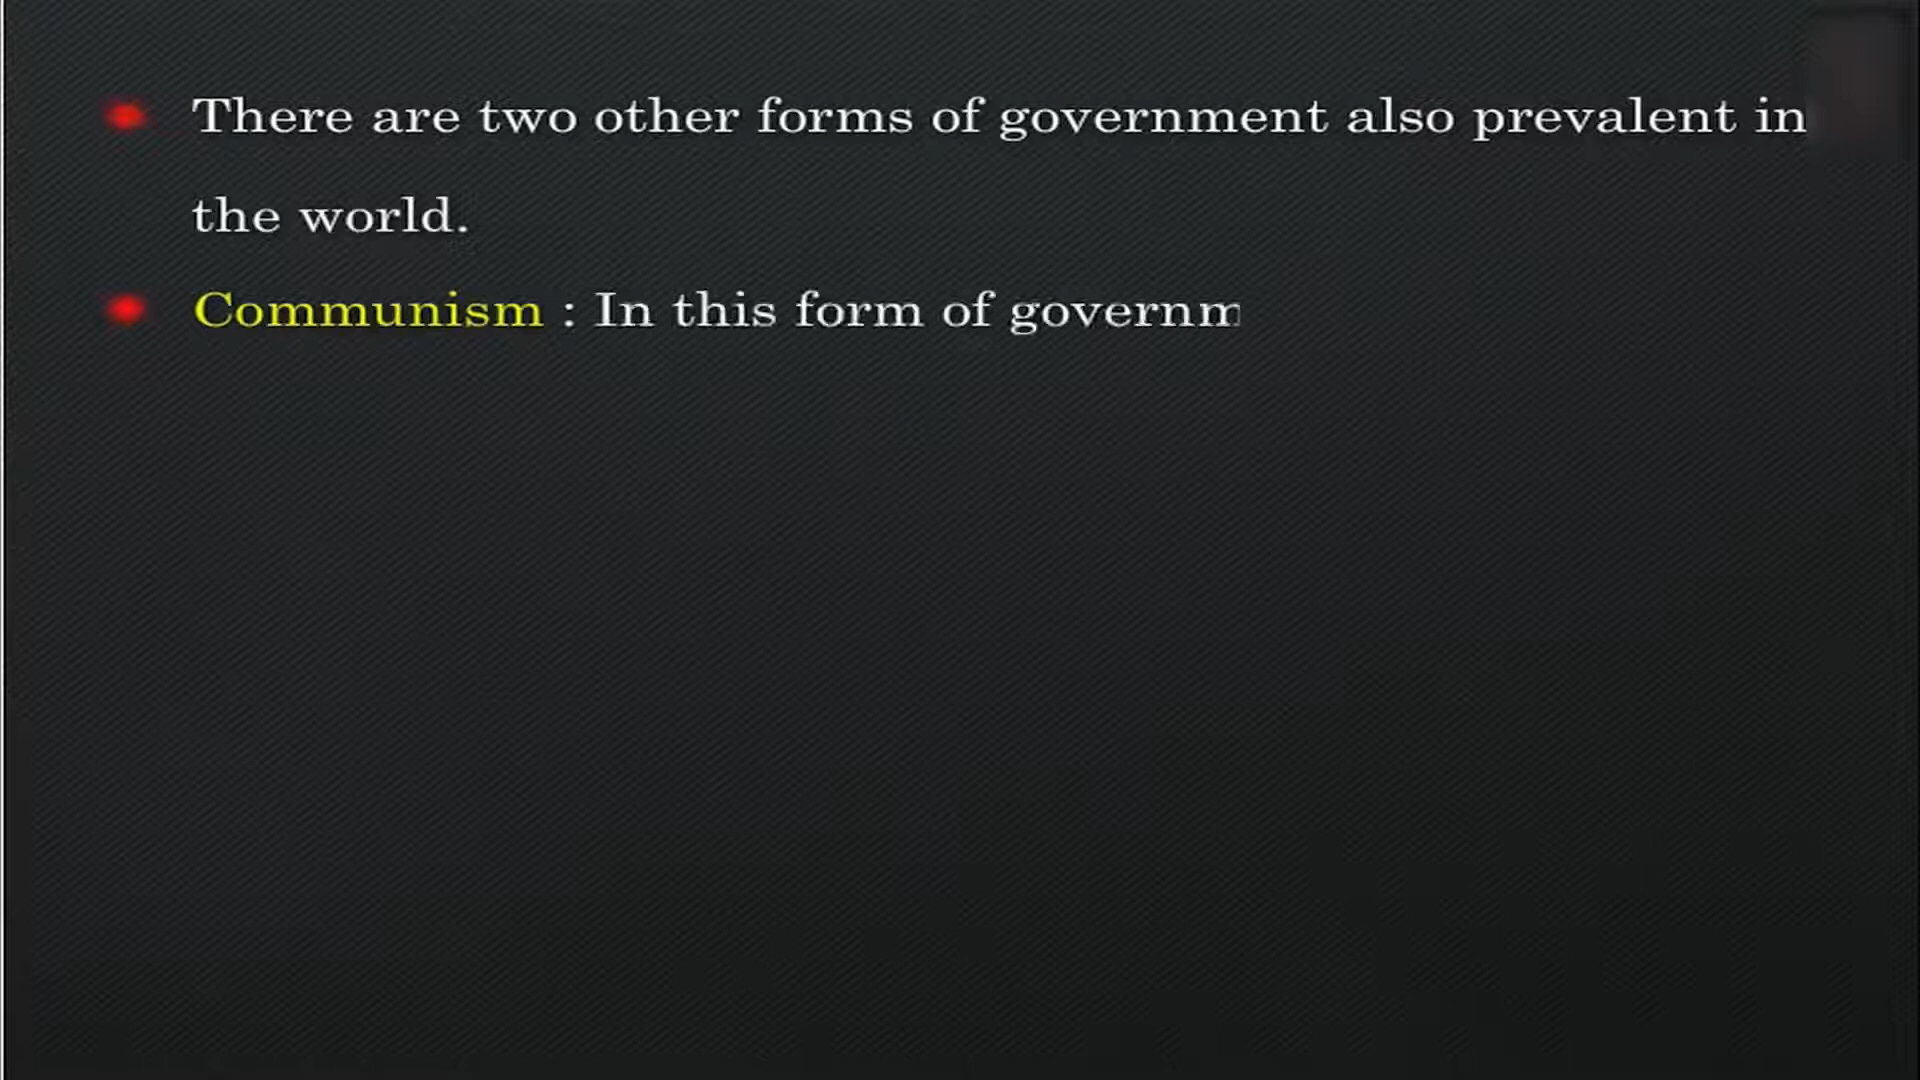 There are two other forms of government also prevalent in
the world.
Communism : In this form of governm